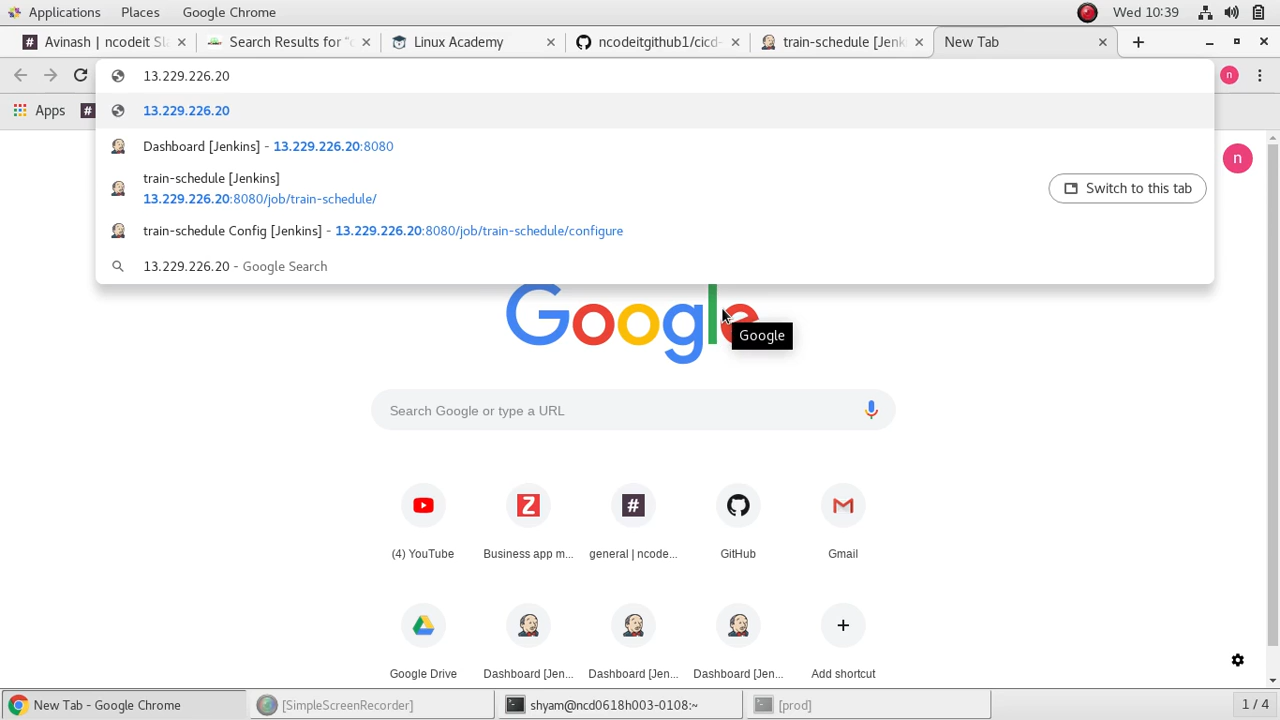 Applications Places Google Chrome Wed 10:39
Avinash | ncodeit Sla Search Results for "c Linux Academy ncodeitgithub1/cicd- train-schedule [Jenki New Tab
13.229.226.20 n
Apps #
13.229.226.20
Dashboard [Jenkins] - 13.229.226.20:8080
n
train-schedule [Jenkins]
13.229.226.20:8080/job/train-schedule/
Switch to this tab
train-schedule Config [Jenkins] - 13.229.226.20:8080/job/train-schedule/configure
13.229.226.20 - Google Search
Google
Google
Search Google or type a URL
(4) YouTube Business app m... general | ncode... GitHub Gmail
Google Drive Dashboard [Jen... Dashboard [Jen... Dashboard [Jen... Add shortcut
New Tab - Google Chrome [SimpleScreenRecorder] shyam@ncd0618h003-0108:~ [prod] 1 / 4